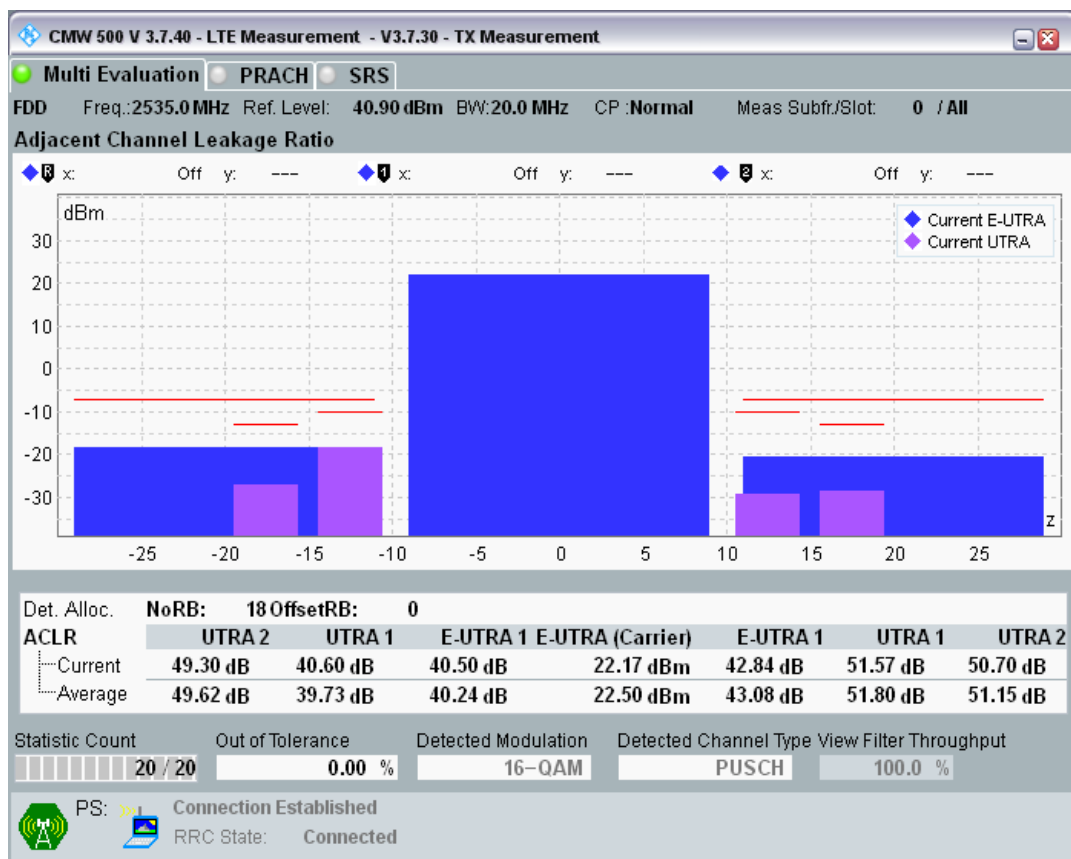 CMW 500 V 3.7.40 - LTE Measurement - V3.7.30 - TX Measurement
Multi Evaluation PRACH SRS
FDD Freq.:2535.0 MHz Ref. Level: 40.90 dBm BW:20.0 MHz CP :Normal Meas Subfr./Slot: 0 / All
Adjacent Channel Leakage Ratio
R x: Off y: --- 1 x: Off y: --- 2 x: Off y: ---
dBm
Current E-UTRA
Current UTRA
30
20
10
0
-10
-20
-30
z
-25 -20 -15 -10 -5 0 5 10 15 20 25
Det. Alloc. NoRB: 18 OffsetRB: 0
ACLR UTRA 2 UTRA 1 E-UTRA 1 E-UTRA (Carrier) E-UTRA 1 UTRA 1 UTRA 2
Current 49.30 dB 40.60 dB 40.50 dB 22.17 dBm 42.84 dB 51.57 dB 50.70 dB
Average 49.62 dB 39.73 dB 40.24 dB 22.50 dBm 43.08 dB 51.80 dB 51.15 dB
Statistic Count Out of Tolerance Detected Modulation Detected Channel Type View Filter Throughput
20 / 20 0.00 % 16-QAM PUSCH 100.0 %
PS: Connection Established
RRC State: Connected